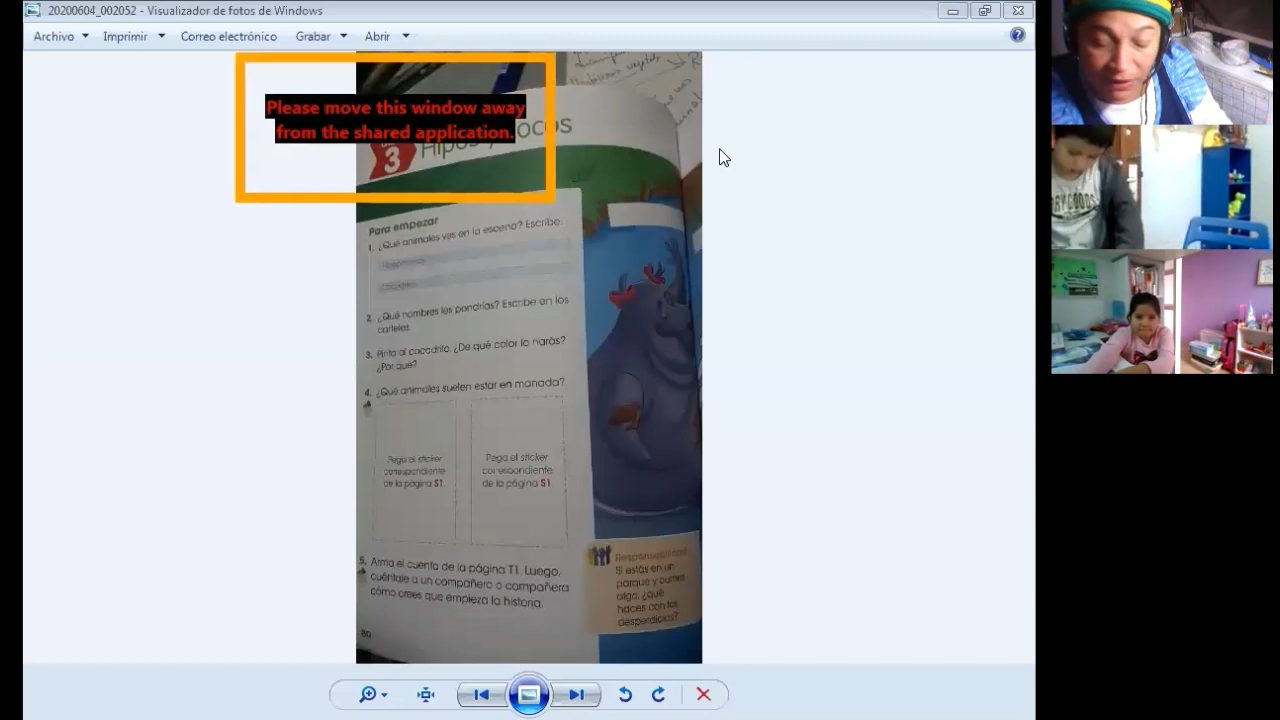 20200604_002052 - Visualizador de fotos de Windows
Archivo Imprimir Correo electrónico Grabar Abrir
Please move this window away
from the shared application.
3 Hipos y cocos
Para empezar
1. ¿Qué animales ves en la escena? Escribe
2. ¿Qué nombres les pondrías? Escribe en los
carteles.
3. Pinta al cocodrilo. ¿De qué color lo harás?
¿Por qué?
4. ¿Qué animales suelen estar en manada?
Pega el sticker
correspondiente
de la página S1.
Pega el sticker
correspondiente
de la página S1
5. Arma el cuento de la página T1. Luego,
cuéntale a un compañero o compañera
cómo crees que empieza la historia.
Responsabilidad
Si estás en un
parque y comes
algo, ¿qué
haces con los
desperdicios?
80